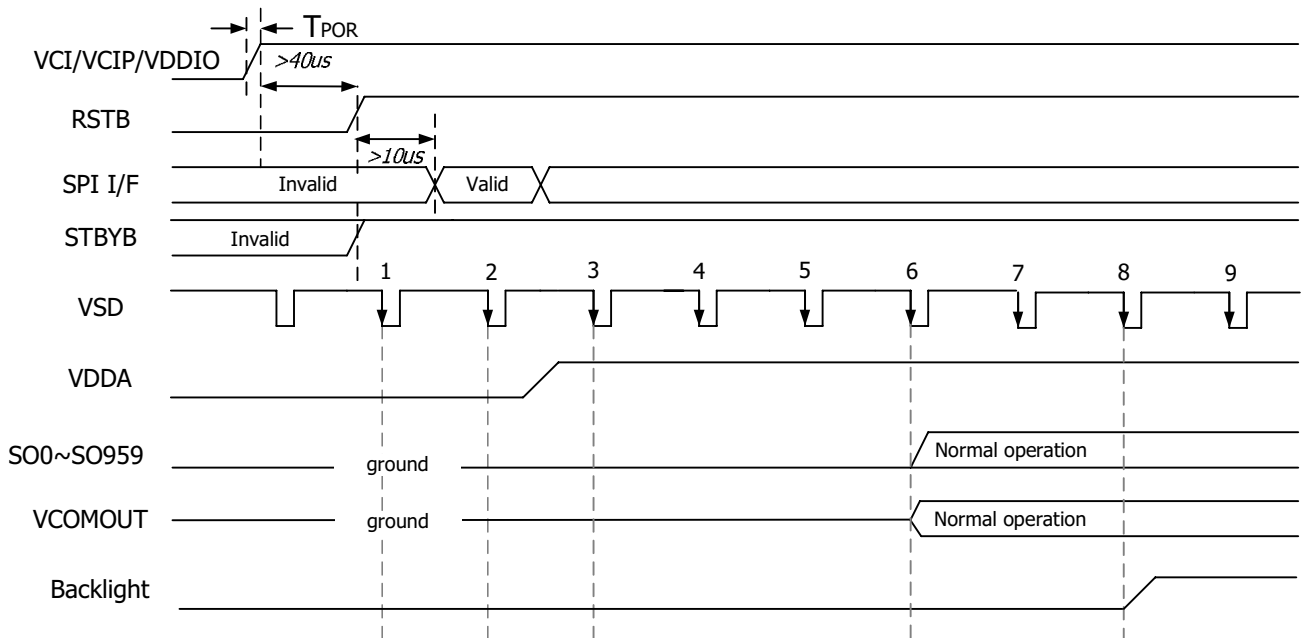 TPOR
VCI/VCIP/VDDIO
>40us
RSTB
>10us
SPI I/F
Invalid
Valid
STBYB
Invalid
1 2 3 4 5 6 7 8 9
VSD
VDDA
SO0~SO959
ground
Normal operation
VCOMOUT
ground
Normal operation
Backlight